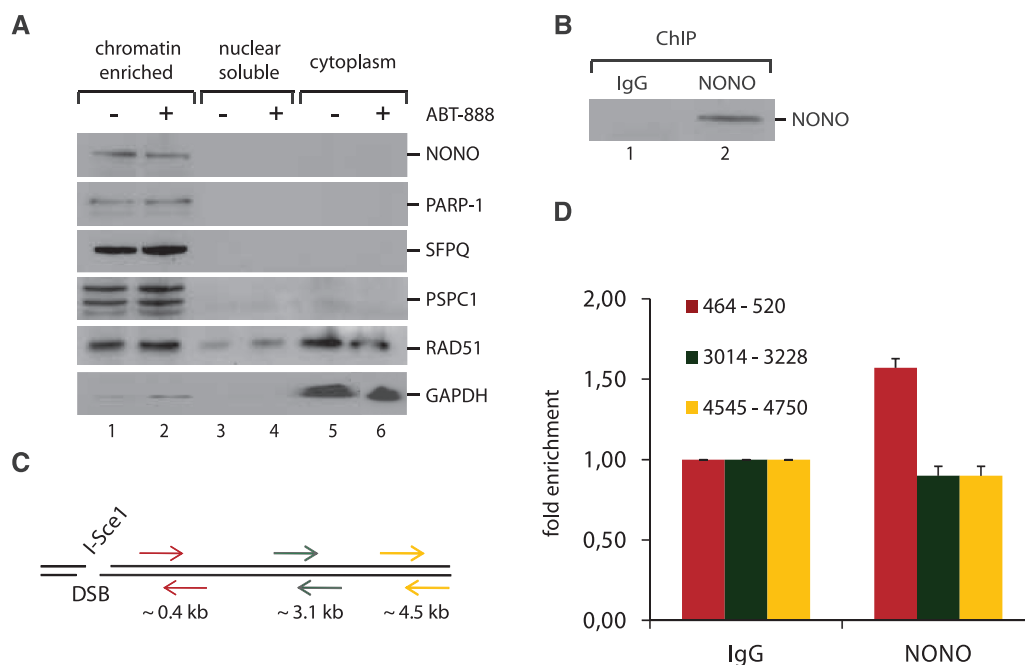 A
chromatin enriched
nuclear soluble
cytoplasm
- + - + - + ABT-888
NONO
PARP-1
SFPQ
PSPC1
RAD51
GAPDH
1 2 3 4 5 6
B
ChIP
IgG NONO
NONO
1 2
C
I-Sce1
DSB
~ 0.4 kb ~ 3.1 kb ~ 4.5 kb
D
fold enrichment
2,00
1,50
1,00
0,50
0,00
464 - 520
3014 - 3228
4545 - 4750
IgG NONO